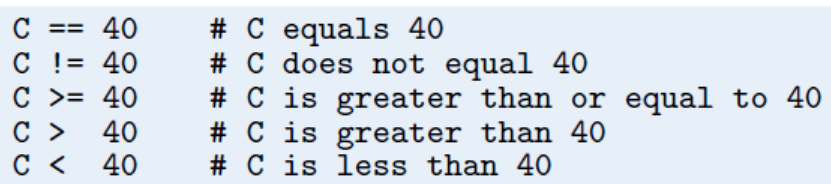 C == 40    # C equals 40
C != 40    # C does not equal 40
C >= 40    # C is greater than or equal to 40
C >  40    # C is greater than 40
C <  40    # C is less than 40